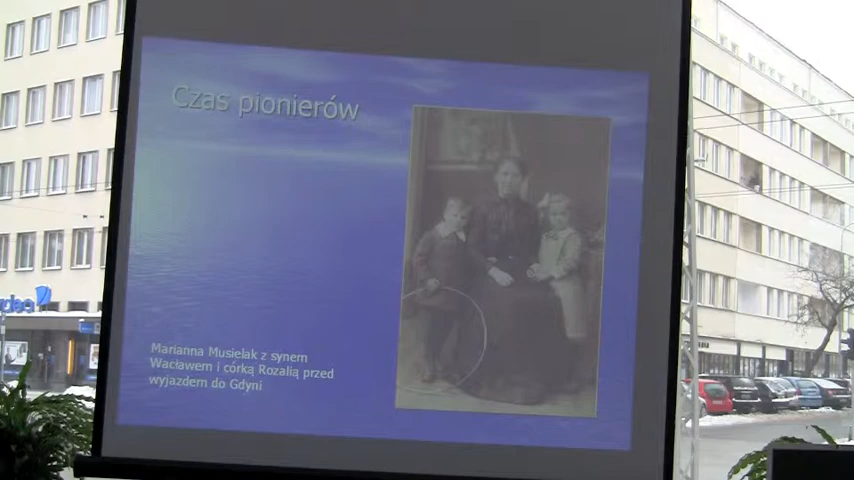 Czas pionierów
Marianna Musielak z synem
Wacławem i córką Rozalią przed
wyjazdem do Gdyni